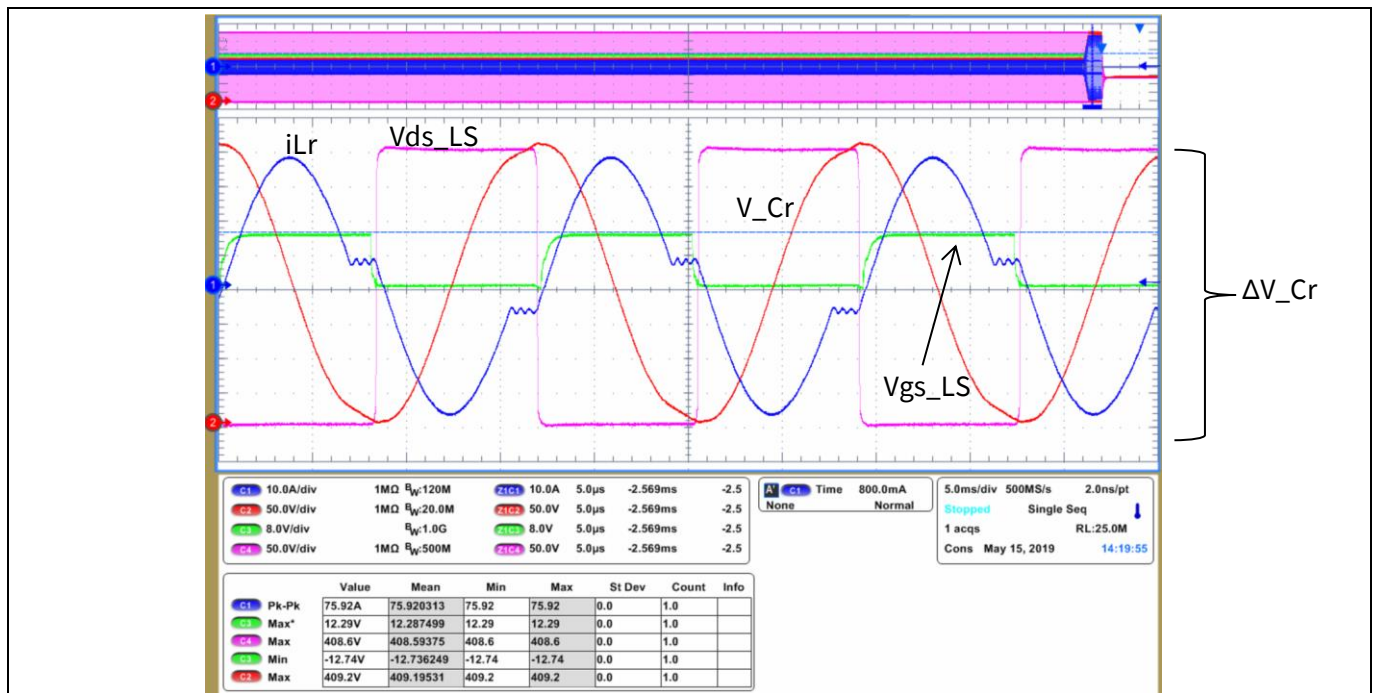 1
2
iLr
Vds_LS
V_Cr
1
ΔV_Cr
Vgs_LS
2
C1 10.0A/div 1MΩ BW:120M Z1C1 10.0A 5.0µs -2.569ms -2.5
C2 50.0V/div 1MΩ BW:20.0M Z1C2 50.0V 5.0µs -2.569ms -2.5
C3 8.0V/div BW:1.0G Z1C3 8.0V 5.0µs -2.569ms -2.5
C4 50.0V/div 1MΩ BW:500M Z1C4 50.0V 5.0µs -2.569ms -2.5
A' C1 Time 800.0mA
None Normal
5.0ms/div 500MS/s 2.0ns/pt
Stopped Single Seq
1 acqs RL:25.0M
Cons May 15, 2019 14:19:55
Value Mean Min Max St Dev Count Info
C1 Pk-Pk 75.92A 75.920313 75.92 75.92 0.0 1.0
C3 Max* 12.29V 12.287499 12.29 12.29 0.0 1.0
C4 Max 408.6V 408.59375 408.6 408.6 0.0 1.0
C3 Min -12.74V -12.736249 -12.74 -12.74 0.0 1.0
C2 Max 409.2V 409.19531 409.2 409.2 0.0 1.0